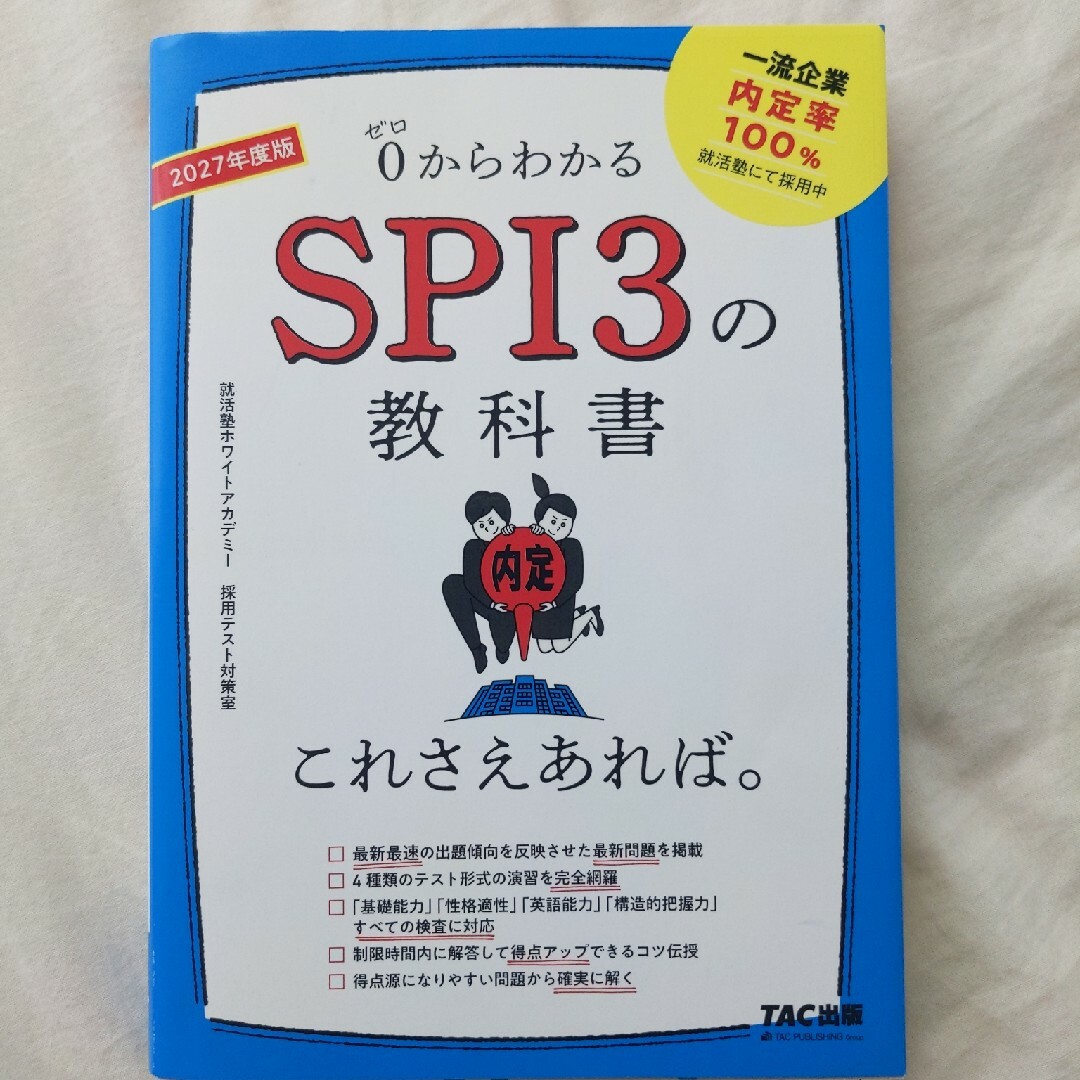 一流企業
内定率
100%
就活塾にて採用中
2027年度版
ゼロ
0からわかる
SPI3の
教科書
就活塾ホワイトアカデミー 採用テスト対策室
内定
これさえあれば。
□ 最新最速の出題傾向を反映させた最新問題を掲載
□ 4種類のテスト形式の演習を完全網羅
□ 「基礎能力」「性格適性」「英語能力」「構造的把握力」
すべての検査に対応
□ 制限時間内に解答して得点アップできるコツ伝授
□ 得点源になりやすい問題から確実に解く
TAC出版
TAC PUBLISHING Group